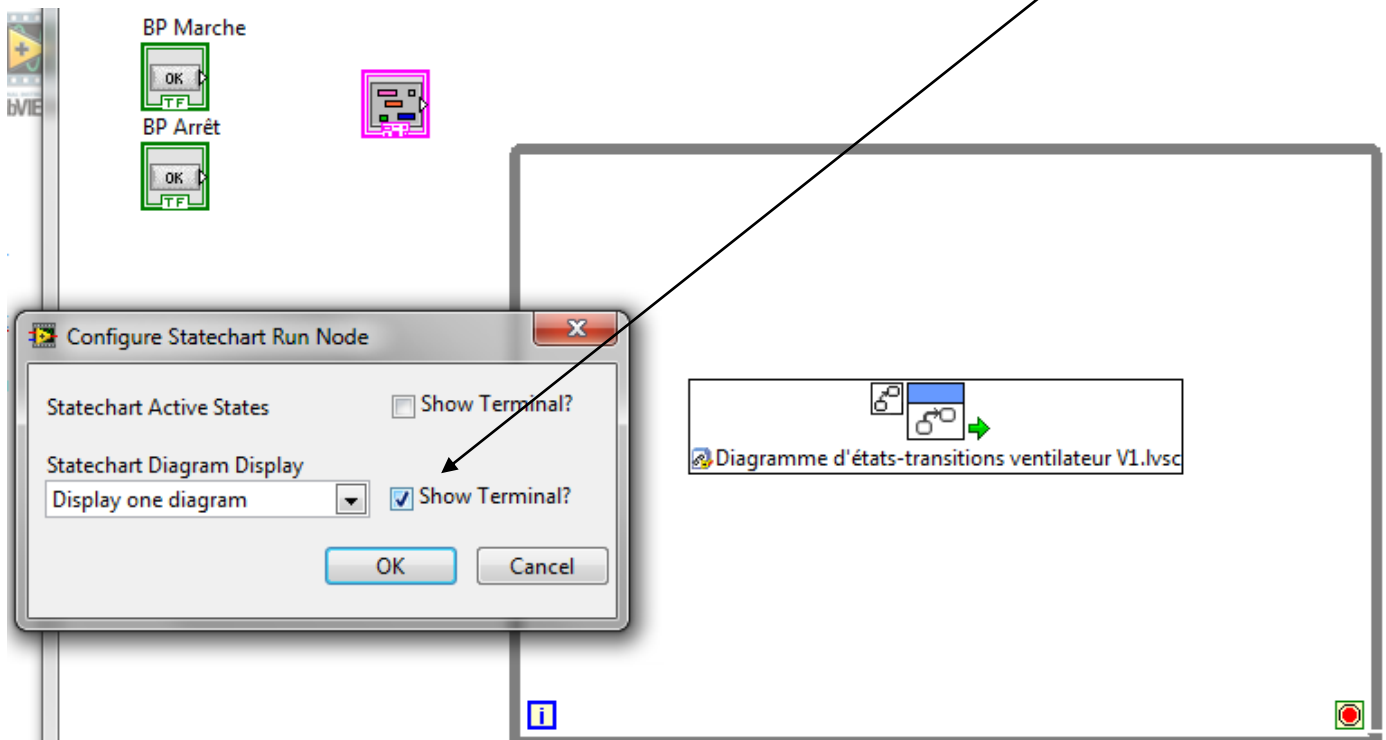 BP Marche
OK
TF
bVIE
BP Arrêt
OK
TF
Configure Statechart Run Node
Statechart Active States
Show Terminal?
Statechart Diagram Display
Display one diagram
Show Terminal?
OK
Cancel
Diagramme d'états-transitions ventilateur V1.lvsc
i